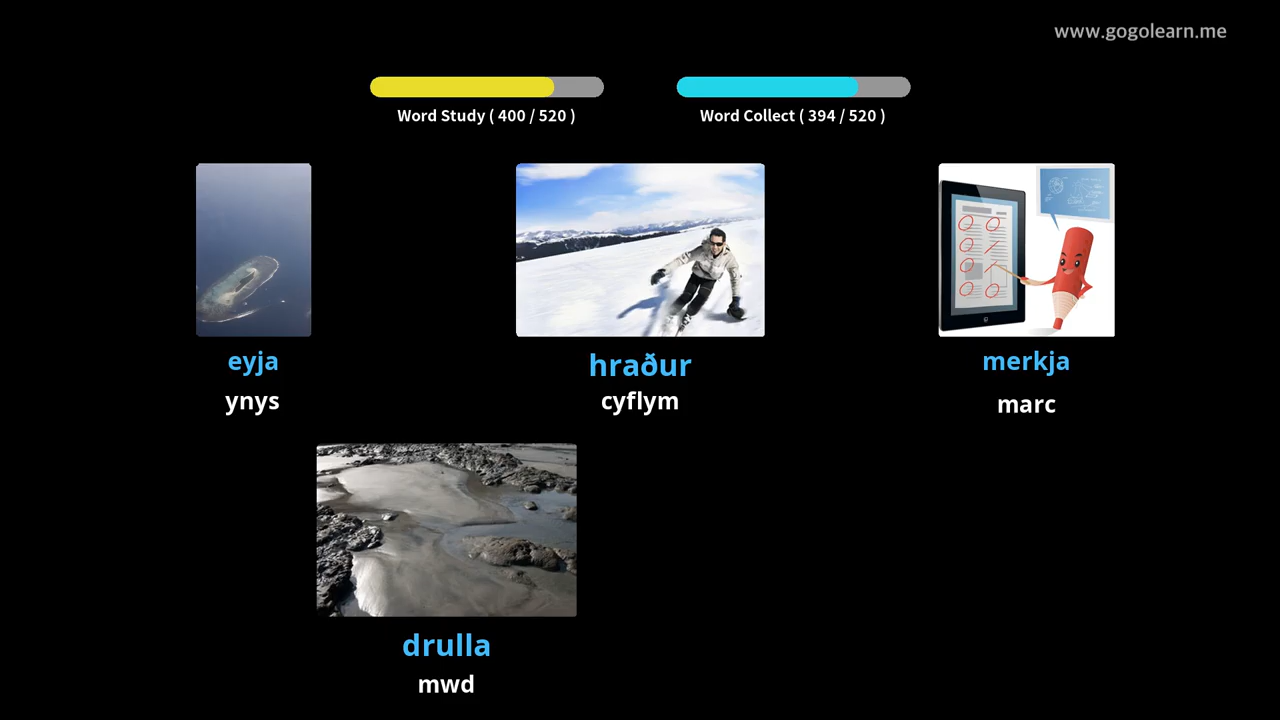 www.gogolearn.me
Word Study ( 400 / 520 )
Word Collect ( 394 / 520 )
eyja
ynys
hraður
cyflym
merkja
marc
drulla
mwd